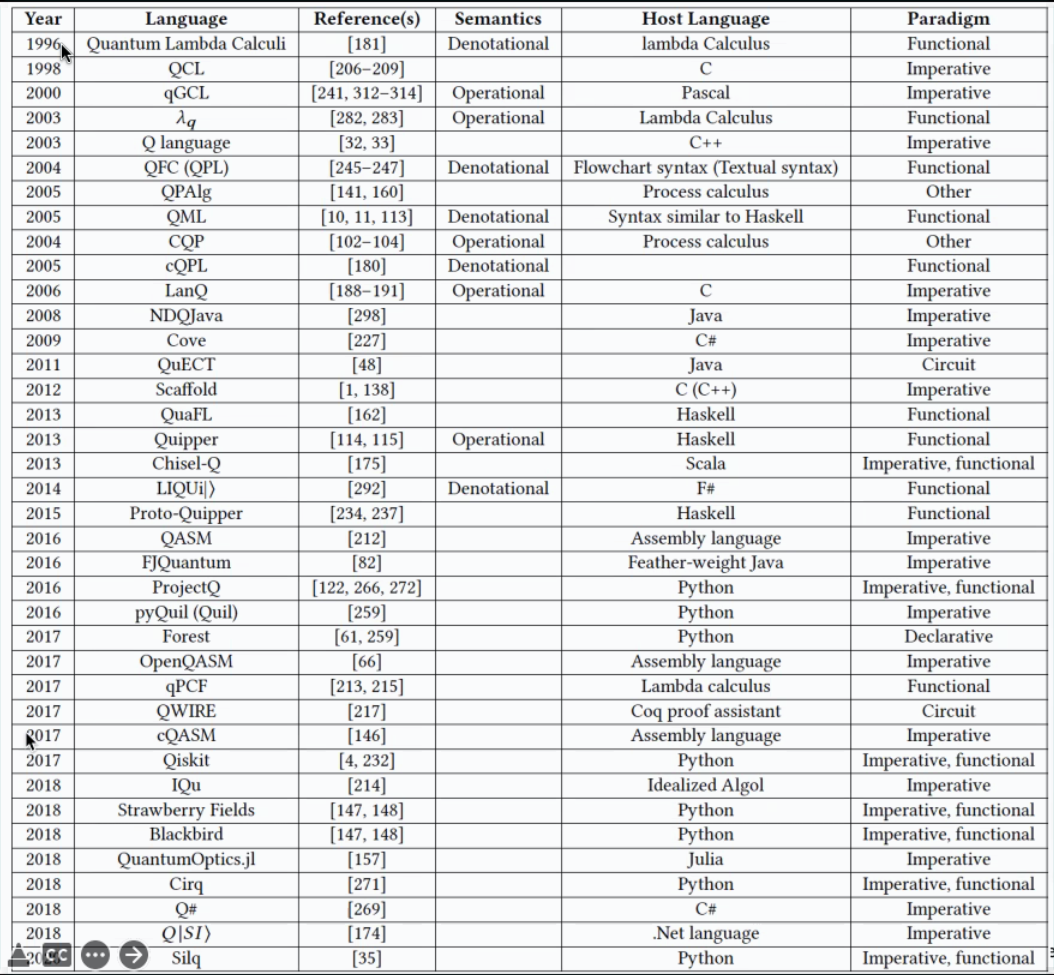 Year Language Reference(s) Semantics Host Language Paradigm
1996 Quantum Lambda Calculi [181] Denotational lambda Calculus Functional
1998 QCL [206–209] C Imperative
2000 qGCL [241, 312–314] Operational Pascal Imperative
2003 λq [282, 283] Operational Lambda Calculus Functional
2003 Q language [32, 33] C++ Imperative
2004 QFC (QPL) [245–247] Denotational Flowchart syntax (Textual syntax) Functional
2005 QPAlg [141, 160] Process calculus Other
2005 QML [10, 11, 113] Denotational Syntax similar to Haskell Functional
2004 CQP [102–104] Operational Process calculus Other
2005 cQPL [180] Denotational Functional
2006 LanQ [188–191] Operational C Imperative
2008 NDQJava [298] Java Imperative
2009 Cove [227] C# Imperative
2011 QuECT [48] Java Circuit
2012 Scaffold [1, 138] C (C++) Imperative
2013 QuaFL [162] Haskell Functional
2013 Quipper [114, 115] Operational Haskell Functional
2013 Chisel-Q [175] Scala Imperative, functional
2014 LIQUi|⟩ [292] Denotational F# Functional
2015 Proto-Quipper [234, 237] Haskell Functional
2016 QASM [212] Assembly language Imperative
2016 FJQuantum [82] Feather-weight Java Imperative
2016 ProjectQ [122, 266, 272] Python Imperative, functional
2016 pyQuil (Quil) [259] Python Imperative
2017 Forest [61, 259] Python Declarative
2017 OpenQASM [66] Assembly language Imperative
2017 qPCF [213, 215] Lambda calculus Functional
2017 QWIRE [217] Coq proof assistant Circuit
2017 cQASM [146] Assembly language Imperative
2017 Qiskit [4, 232] Python Imperative, functional
2018 IQu [214] Idealized Algol Imperative
2018 Strawberry Fields [147, 148] Python Imperative, functional
2018 Blackbird [147, 148] Python Imperative, functional
2018 QuantumOptics.jl [157] Julia Imperative
2018 Cirq [271] Python Imperative, functional
2018 Q# [269] C# Imperative
2018 Q|SI⟩ [174] .Net language Imperative
CC
Silq [35] Python Imperative, functional